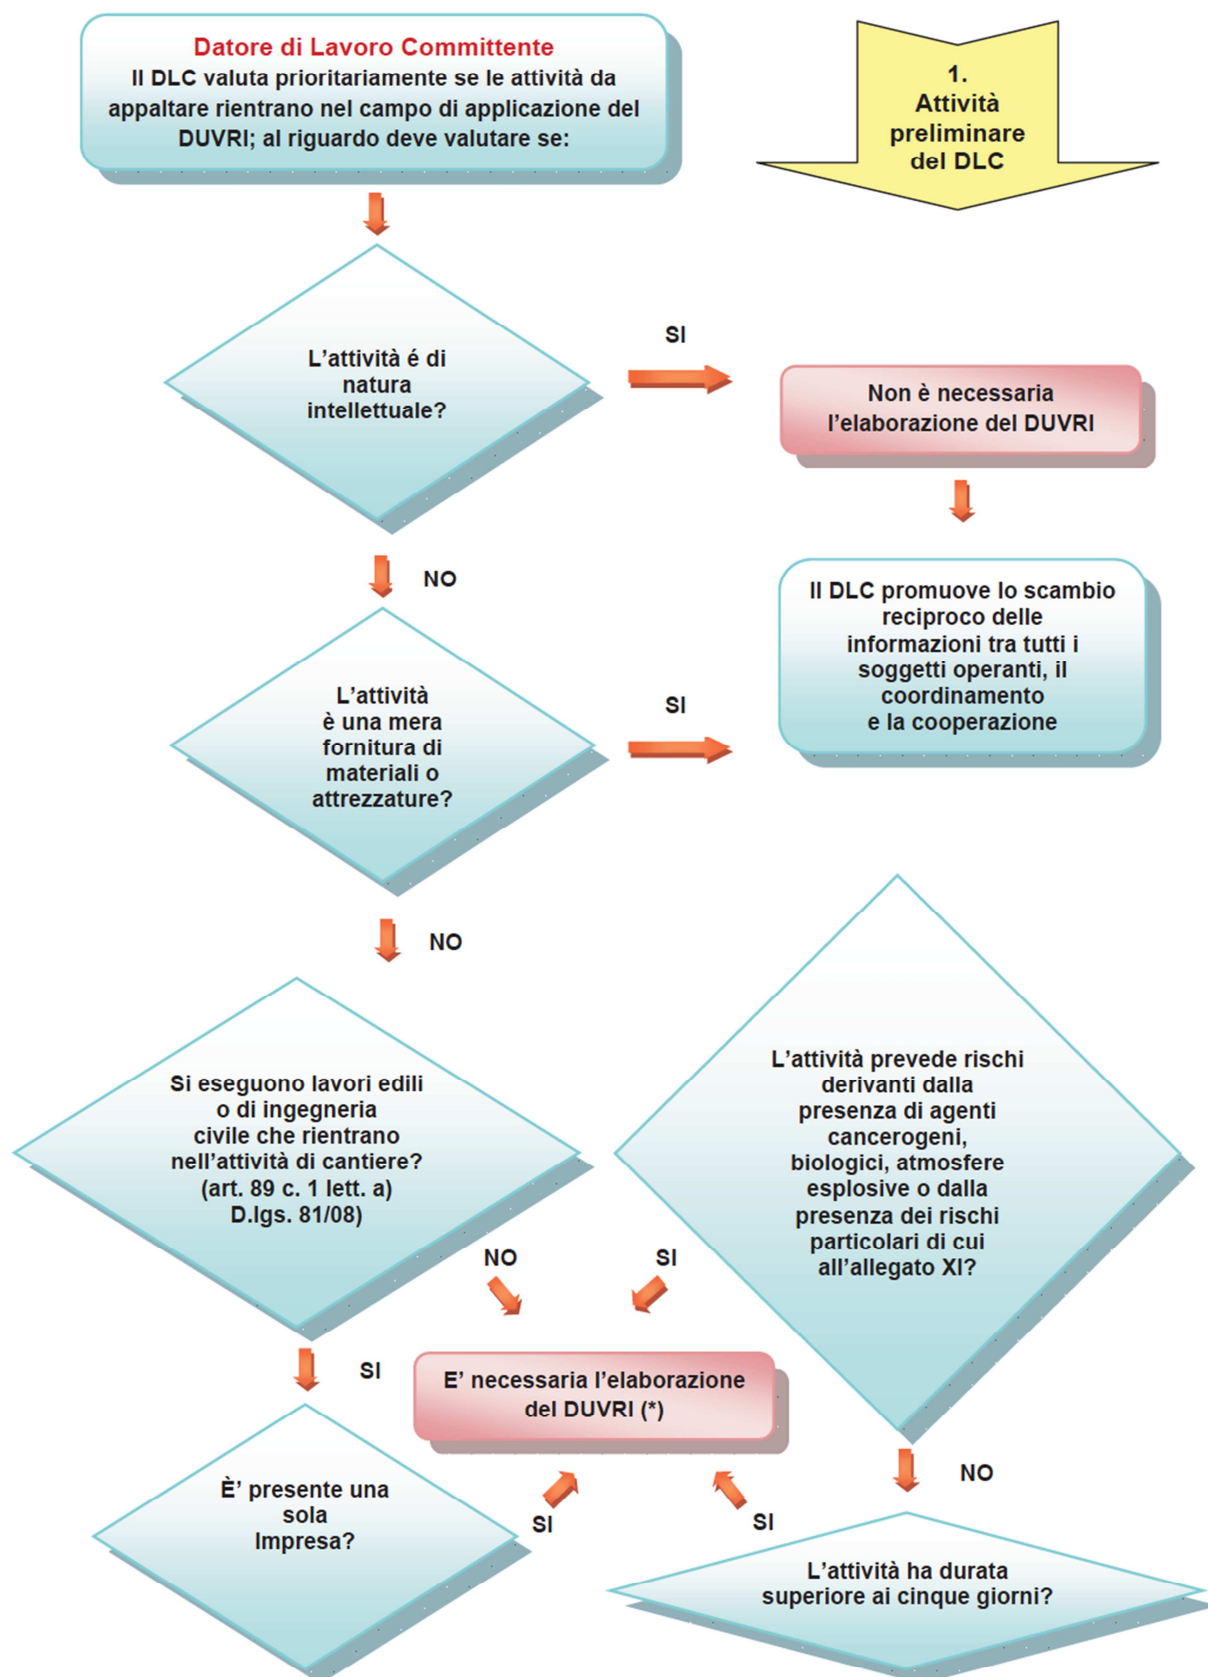 Datore di Lavoro Committente
Il DLC valuta prioritariamente se le attività da
appaltare rientrano nel campo di applicazione del
DUVRI; al riguardo deve valutare se:
1.
Attività
preliminare
del DLC
L’attività é di
natura
intellettuale?
SI
Non è necessaria
l’elaborazione del DUVRI
NO
Il DLC promuove lo scambio
reciproco delle
informazioni tra tutti i
soggetti operanti, il
coordinamento
e la cooperazione
L’attività
è una mera
fornitura di
materiali o
attrezzature?
SI
NO
Si eseguono lavori edili
o di ingegneria
civile che rientrano
nell’attività di cantiere?
(art. 89 c. 1 lett. a)
D.lgs. 81/08)
L’attività prevede rischi
derivanti dalla
presenza di agenti
cancerogeni,
biologici, atmosfere
esplosive o dalla
presenza dei rischi
particolari di cui
all’allegato XI?
NO
SI
SI
E’ necessaria l’elaborazione
del DUVRI (*)
È’ presente una
sola
Impresa?
SI
SI
NO
L’attività ha durata
superiore ai cinque giorni?